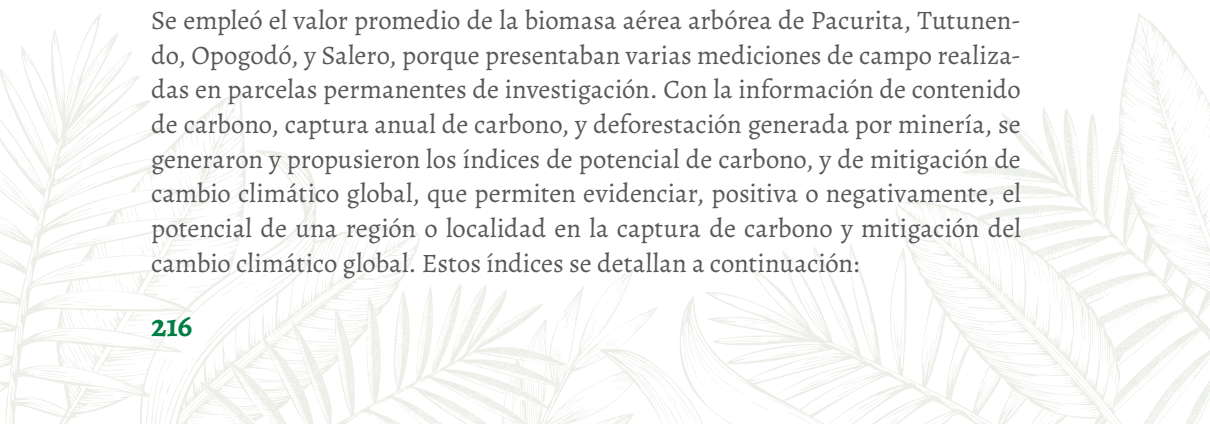 Se empleó el valor promedio de la biomasa aérea arbórea de Pacurita, Tutunen-
do, Opogodó, y Salero, porque presentaban varias mediciones de campo realiza-
das en parcelas permanentes de investigación. Con la información de contenido
de carbono, captura anual de carbono, y deforestación generada por minería, se
generaron y propusieron los índices de potencial de carbono, y de mitigación de
cambio climático global, que permiten evidenciar, positiva o negativamente, el
potencial de una región o localidad en la captura de carbono y mitigación del
cambio climático global. Estos índices se detallan a continuación:
216